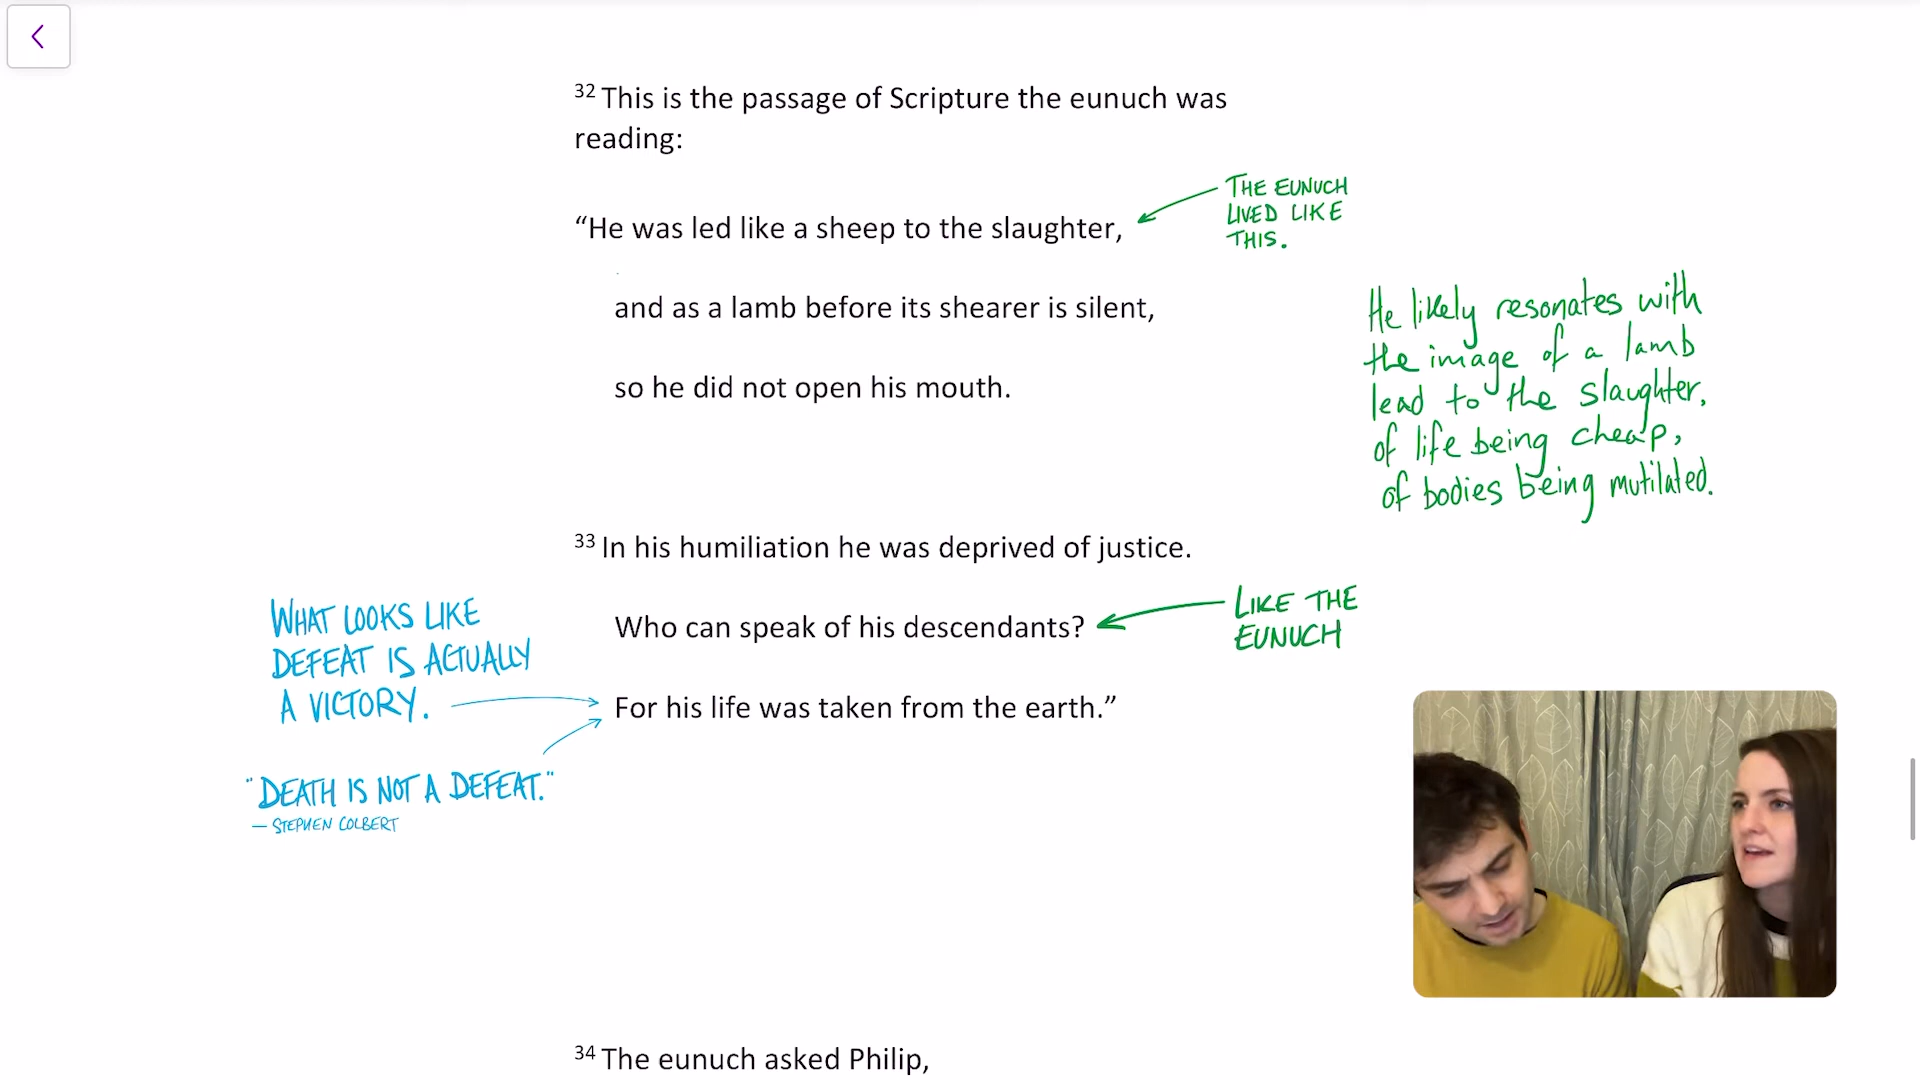 32 This is the passage of Scripture the eunuch was
reading:
“He was led like a sheep to the slaughter,
THE EUNUCH
LIVED LIKE
THIS.
and as a lamb before its shearer is silent,
so he did not open his mouth.
He likely resonates with
the image of a lamb
lead to the slaughter,
of life being cheap,
of bodies being mutilated.
33 In his humiliation he was deprived of justice.
Who can speak of his descendants?
LIKE THE
EUNUCH
For his life was taken from the earth.”
WHAT LOOKS LIKE
DEFEAT IS ACTUALLY
A VICTORY.
"DEATH IS NOT A DEFEAT."
— STEPHEN COLBERT
34 The eunuch asked Philip,